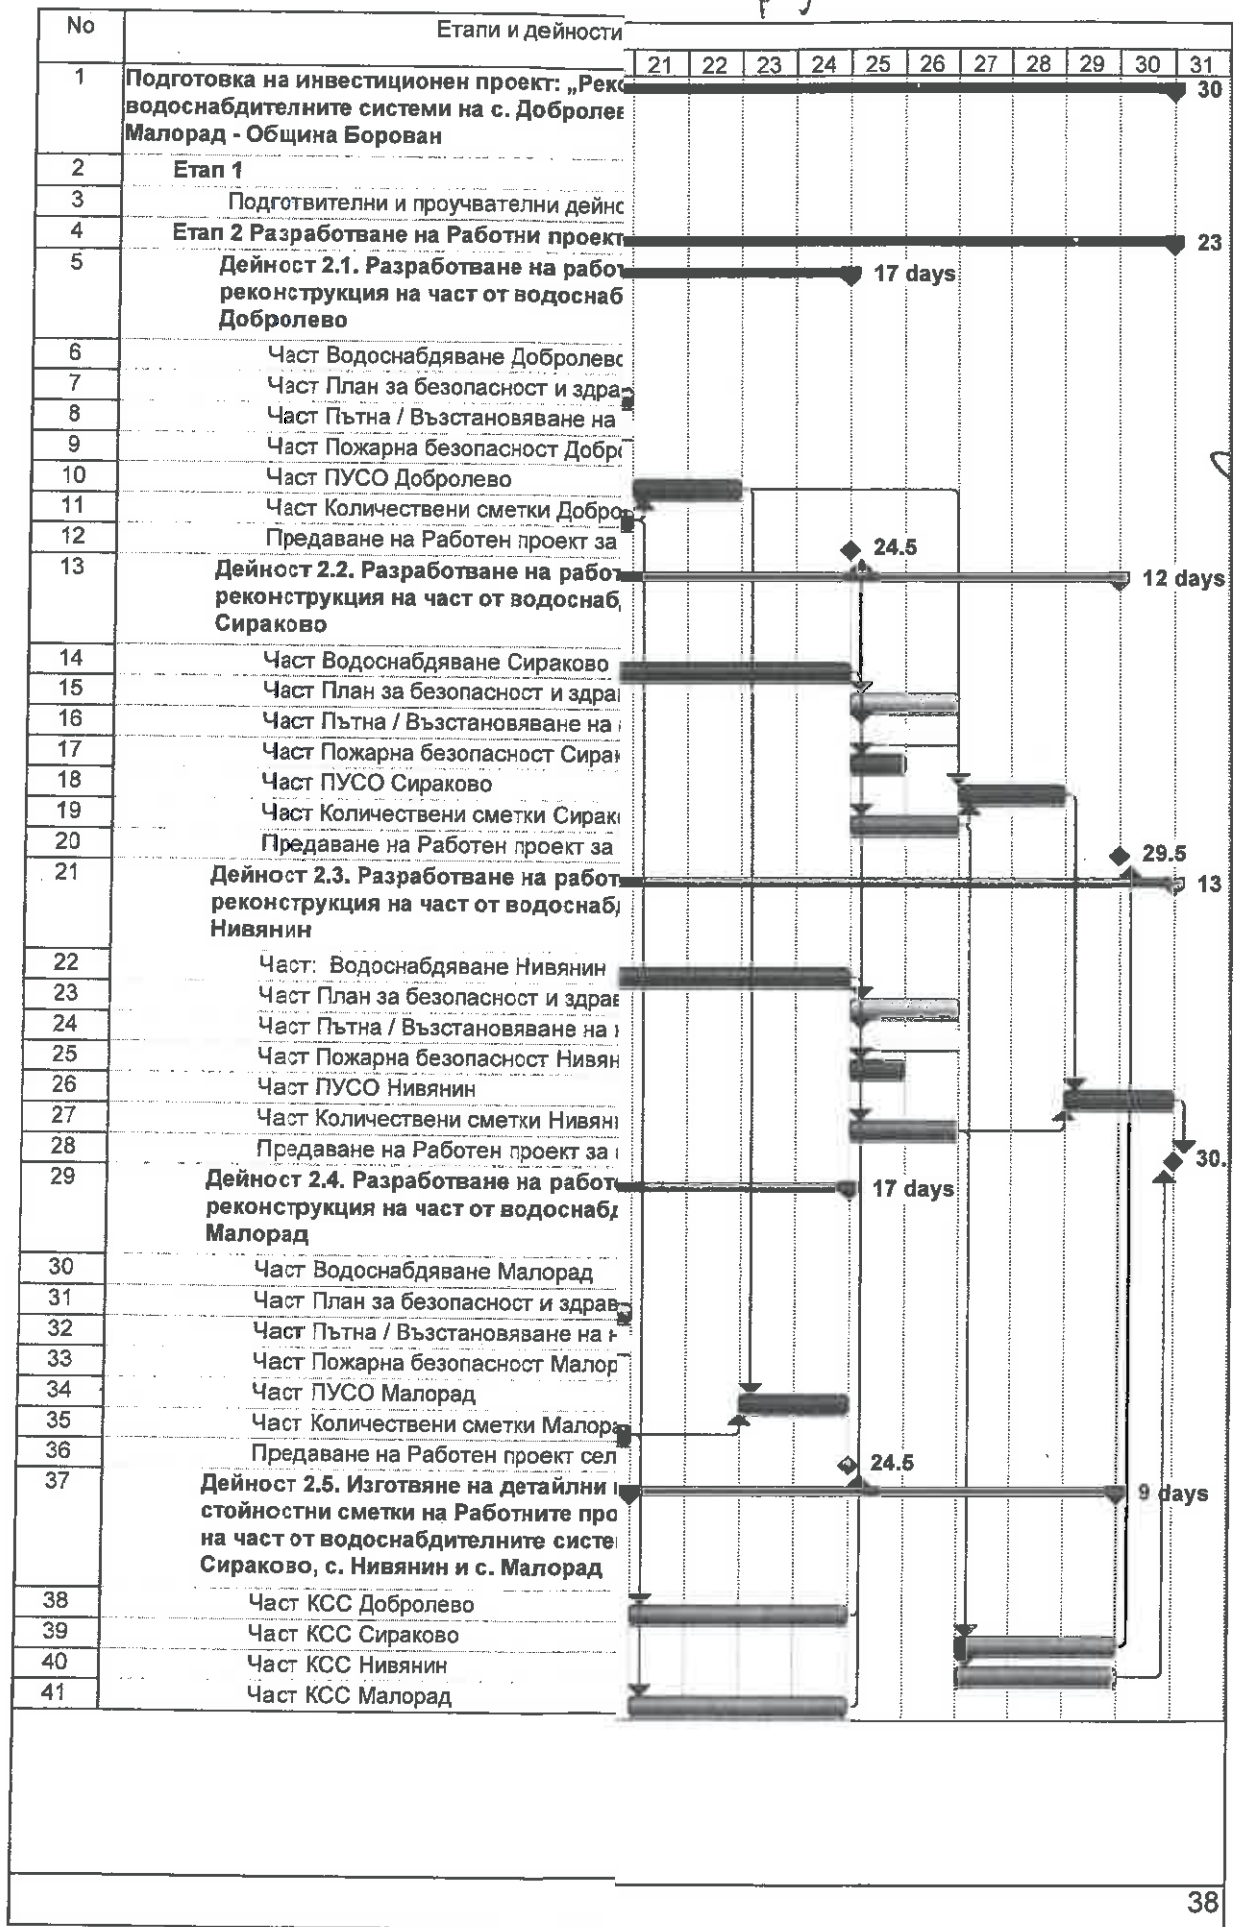 No Етапи и дейности
21 22 23 24 25 26 27 28 29 30 31
1 Подготовка на инвестиционен проект: „Реко
водоснабдителните системи на с. Добролев
Малорад - Община Борован
30
2 Етап 1
3 Подготвителни и проучвателни дейно
4 Етап 2 Разработване на Работни проект 23
5 Дейност 2.1. Разработване на работ 17 days
реконструкция на част от водоснаб
Добролево
6 Част Водоснабдяване Добролево
7 Част План за безопасност и здра
8 Част Пътна / Възстановяване на
9 Част Пожарна безопасност Добро
10 Част ПУСО Добролево
11 Част Количествени сметки Добро
12 Предаване на Работен проект за 24.5
13 Дейност 2.2. Разработване на работ 12 days
реконструкция на част от водоснаб
Сираково
14 Част Водоснабдяване Сираково
15 Част План за безопасност и здра
16 Част Пътна / Възстановяване на
17 Част Пожарна безопасност Сирак
18 Част ПУСО Сираково
19 Част Количествени сметки Сирак
20 Предаване на Работен проект за 29.5
21 Дейност 2.3. Разработване на работ 13
реконструкция на част от водоснаб
Нивянин
22 Част: Водоснабдяване Нивянин
23 Част План за безопасност и здрав
24 Част Пътна / Възстановяване на
25 Част Пожарна безопасност Нивян
26 Част ПУСО Нивянин
27 Част Количествени сметки Нивян
28 Предаване на Работен проект за 30.
29 Дейност 2.4. Разработване на работ 17 days
реконструкция на част от водоснаб
Малорад
30 Част Водоснабдяване Малорад
31 Част План за безопасност и здрав
32 Част Пътна / Възстановяване на н
33 Част Пожарна безопасност Малор
34 Част ПУСО Малорад
35 Част Количествени сметки Малора
36 Предаване на Работен проект сел 24.5
37 Дейност 2.5. Изготвяне на детайлни 9 days
стойностни сметки на Работните про
на част от водоснабдителните систе
Сираково, с. Нивянин и с. Малорад
38 Част КСС Добролево
39 Част КСС Сираково
40 Част КСС Нивянин
41 Част КСС Малорад
38